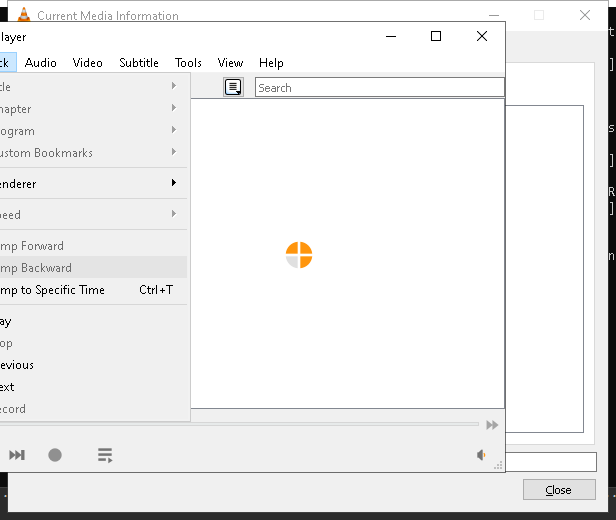 Current Media Information
layer
ck Audio Video Subtitle Tools View Help
tle
hapter
Search
rogram
ustom Bookmarks
enderer
peed
mp Forward
mp Backward
mp to Specific Time Ctrl+T
ay
op
evious
ext
ecord
Close